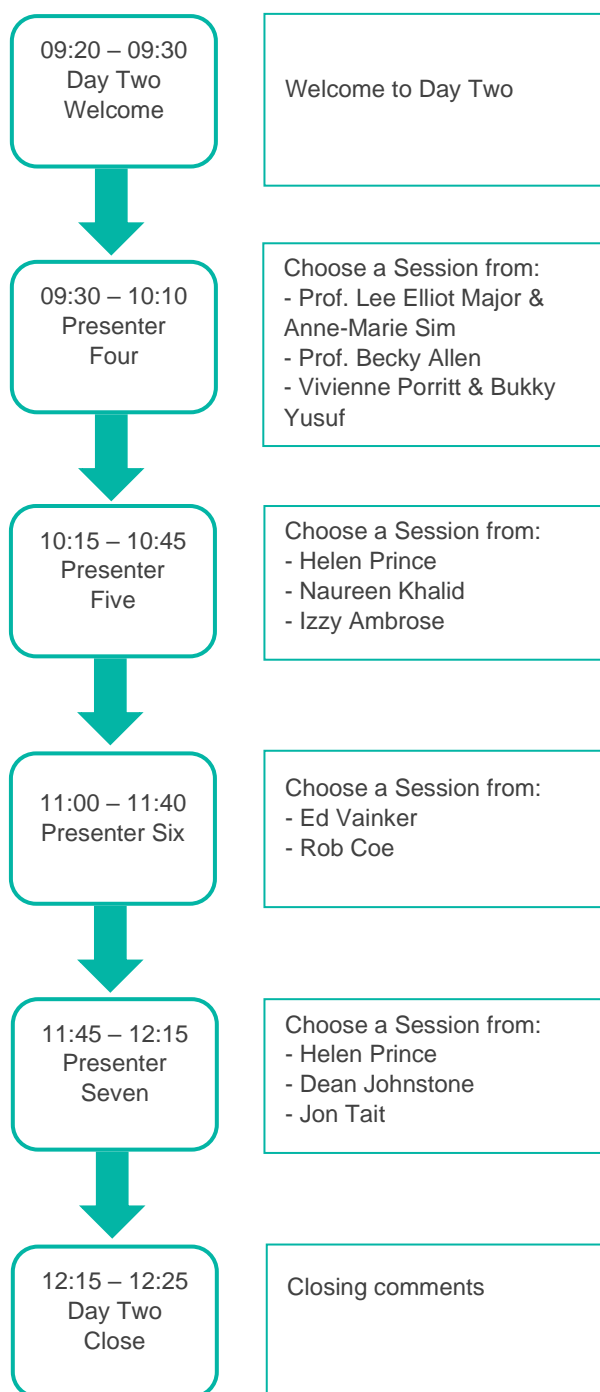 09:20 – 09:30
Day Two
Welcome
Welcome to Day Two
09:30 – 10:10
Presenter
Four
Choose a Session from:
- Prof. Lee Elliot Major &
Anne-Marie Sim
- Prof. Becky Allen
- Vivienne Porritt & Bukky
Yusuf
10:15 – 10:45
Presenter
Five
Choose a Session from:
- Helen Prince
- Naureen Khalid
- Izzy Ambrose
11:00 – 11:40
Presenter Six
Choose a Session from:
- Ed Vainker
- Rob Coe
11:45 – 12:15
Presenter
Seven
Choose a Session from:
- Helen Prince
- Dean Johnstone
- Jon Tait
12:15 – 12:25
Day Two
Close
Closing comments